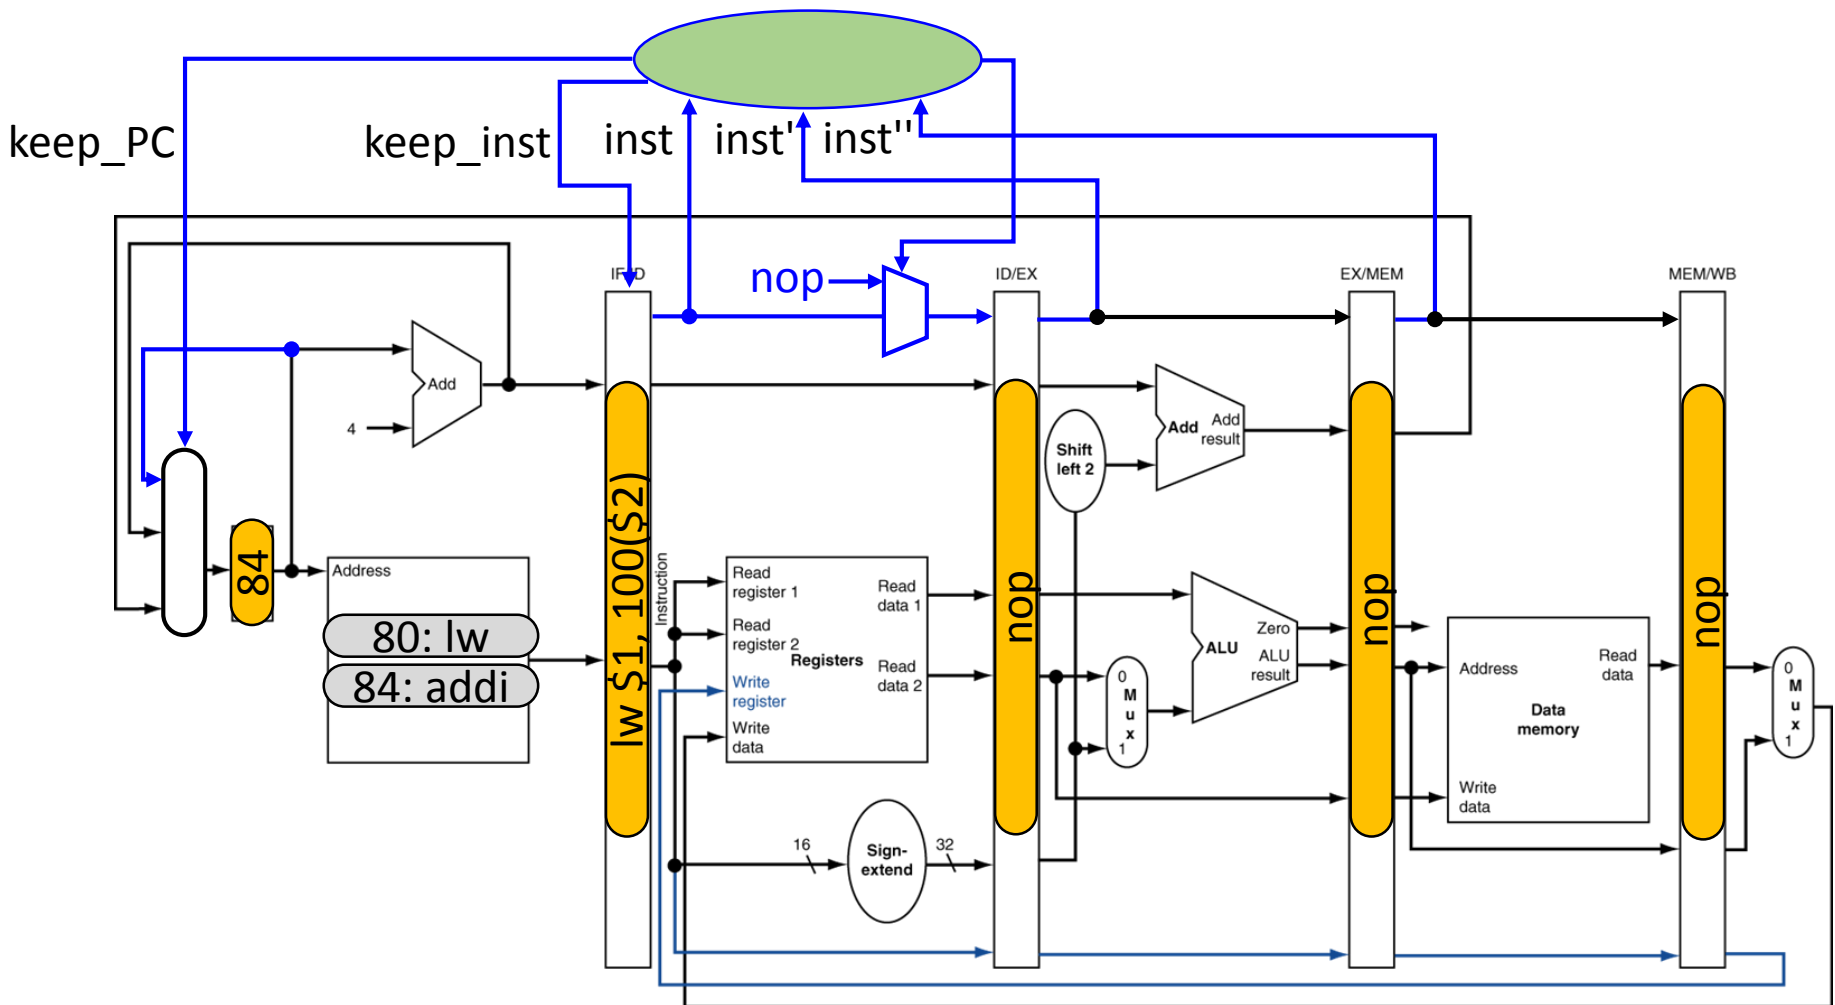 keep_PC
keep_inst
inst
inst'
inst''
nop
IF/ID
ID/EX
EX/MEM
MEM/WB
Add
4
Add
Add
result
Shift
left 2
84
Address
80: lw
84: addi
lw $1, 100($2)
Instruction
Read
register 1
Read
register 2
Registers
Write
register
Write
data
Read
data 1
Read
data 2
nop
0
M
u
x
1
Zero
ALU
ALU
result
nop
Address
Read
data
Data
memory
Write
data
nop
0
M
u
x
1
16
Sign-
extend
32